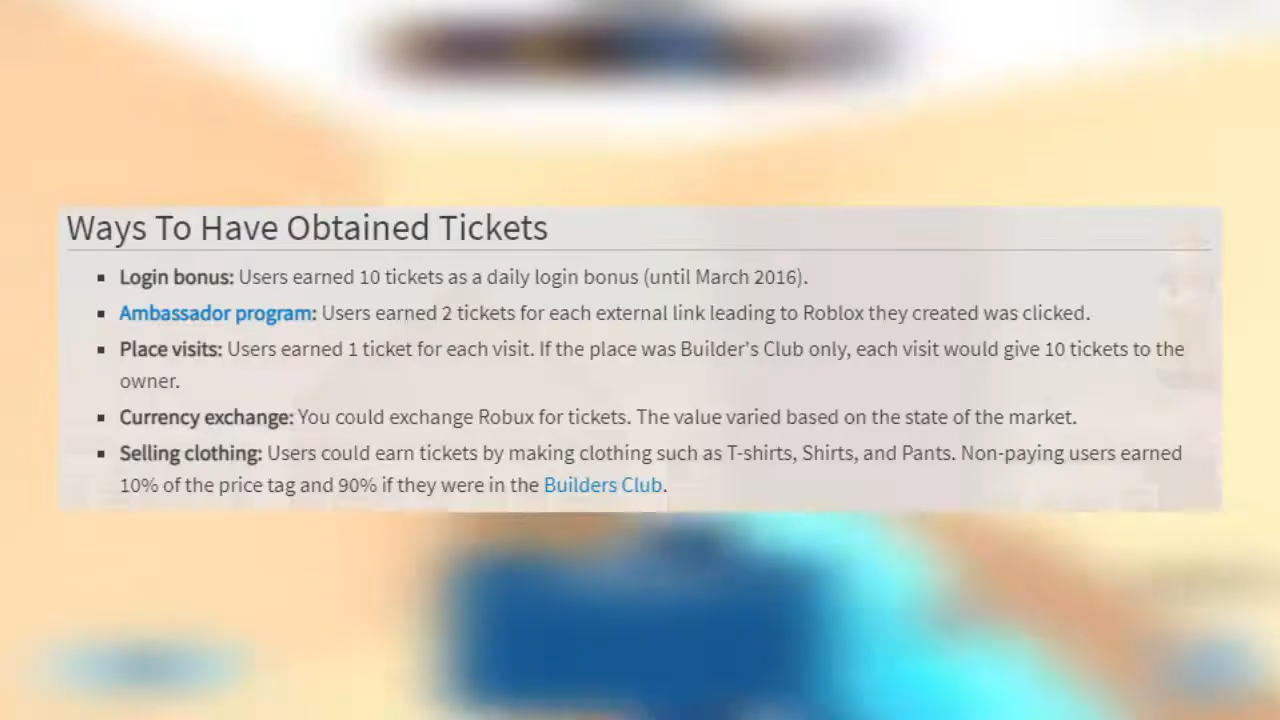 Ways To Have Obtained Tickets
▪ Login bonus: Users earned 10 tickets as a daily login bonus (until March 2016).
▪ Ambassador program: Users earned 2 tickets for each external link leading to Roblox they created was clicked.
▪ Place visits: Users earned 1 ticket for each visit. If the place was Builder's Club only, each visit would give 10 tickets to the
owner.
▪ Currency exchange: You could exchange Robux for tickets. The value varied based on the state of the market.
▪ Selling clothing: Users could earn tickets by making clothing such as T-shirts, Shirts, and Pants. Non-paying users earned
10% of the price tag and 90% if they were in the Builders Club.